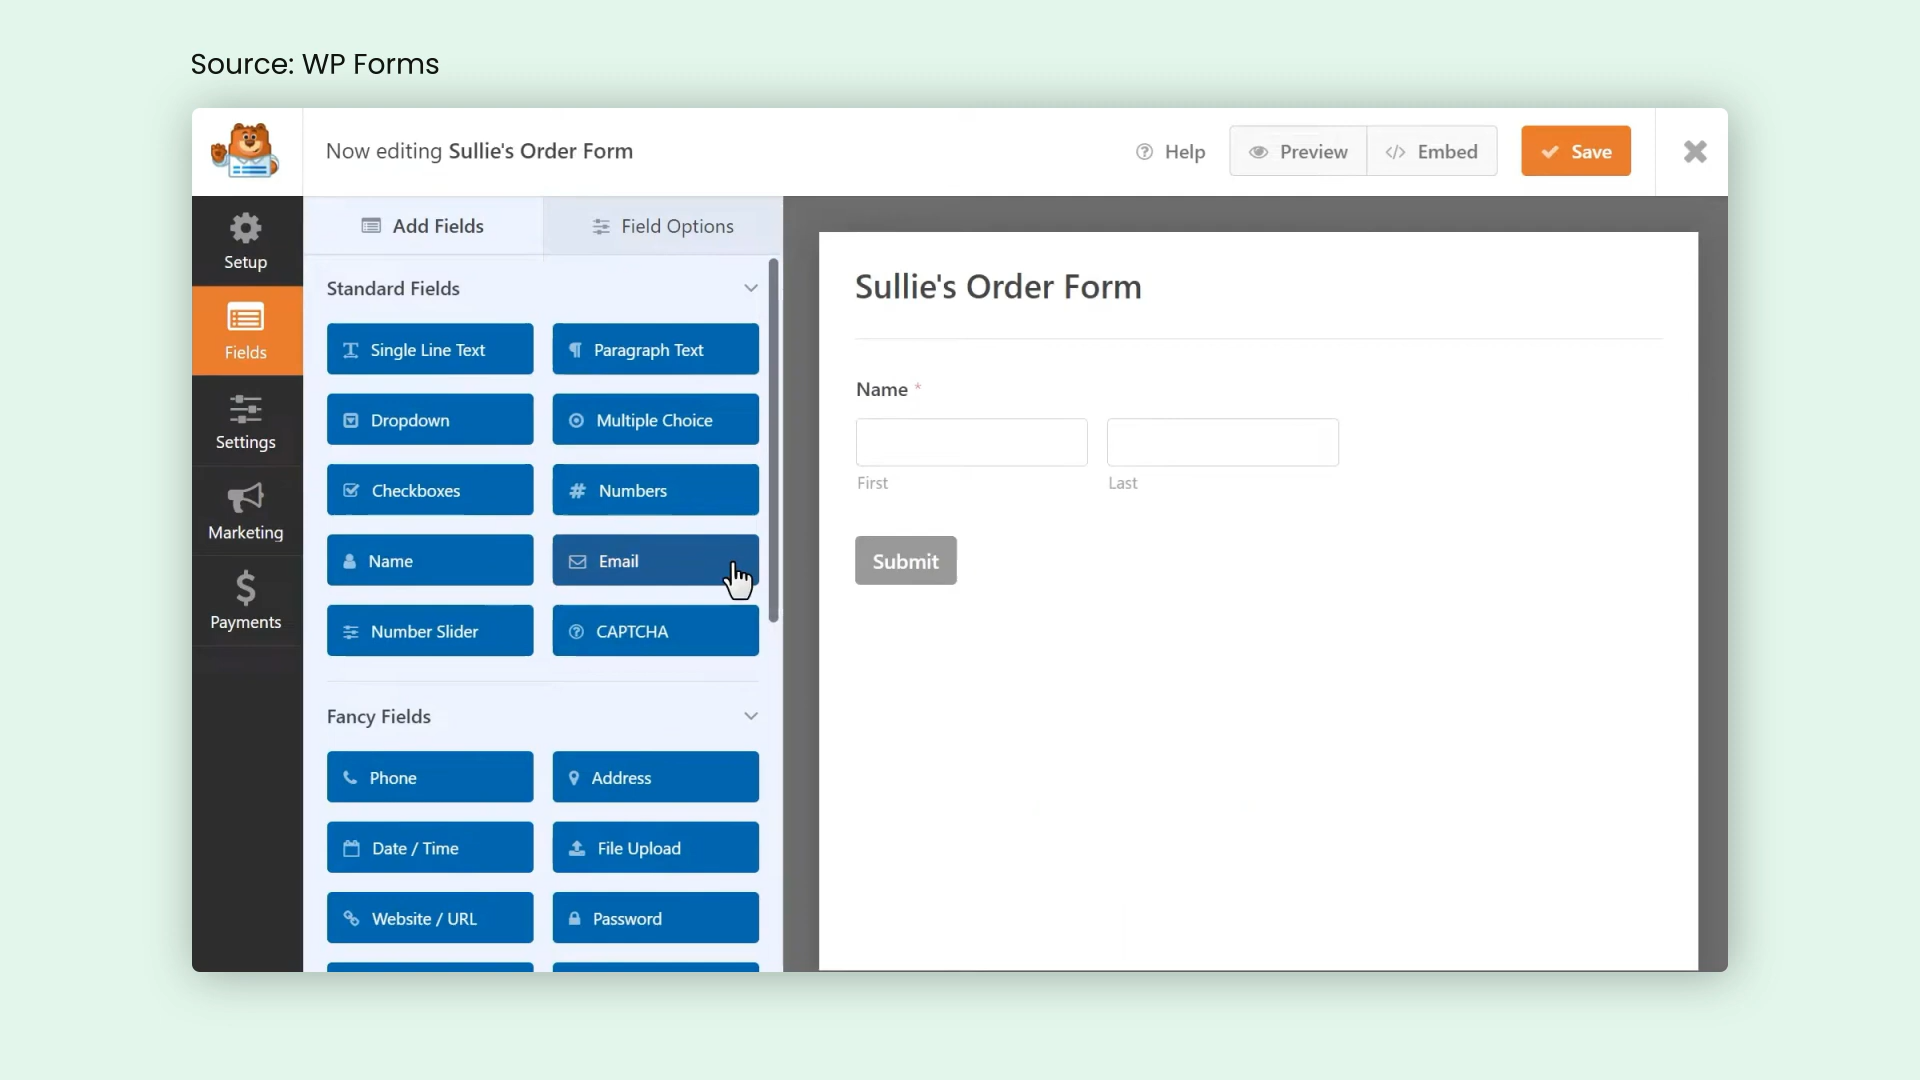 Source: WP Forms
Now editing Sullie's Order Form
Help
Preview
Embed
Save
Setup
Fields
Settings
Marketing
Payments
Add Fields
Field Options
Standard Fields
Single Line Text
Paragraph Text
Dropdown
Multiple Choice
Checkboxes
Numbers
Name
Email
Number Slider
CAPTCHA
Fancy Fields
Phone
Address
Date / Time
File Upload
Website / URL
Password
Sullie's Order Form
Name *
First
Last
Submit